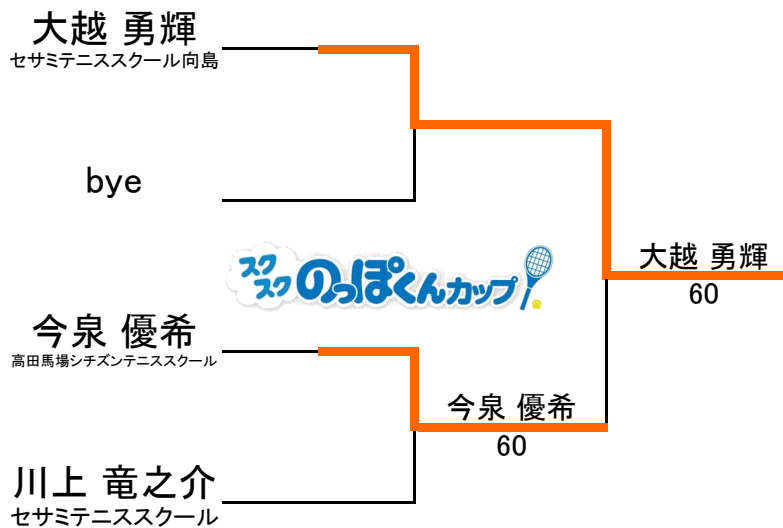 大越 勇輝
セサミテニススクール向島
bye
スクスクのっぽくんカップ
大越 勇輝
60
今泉 優希
高田馬場シチズンテニススクール
今泉 優希
60
川上 竜之介
セサミテニススクール